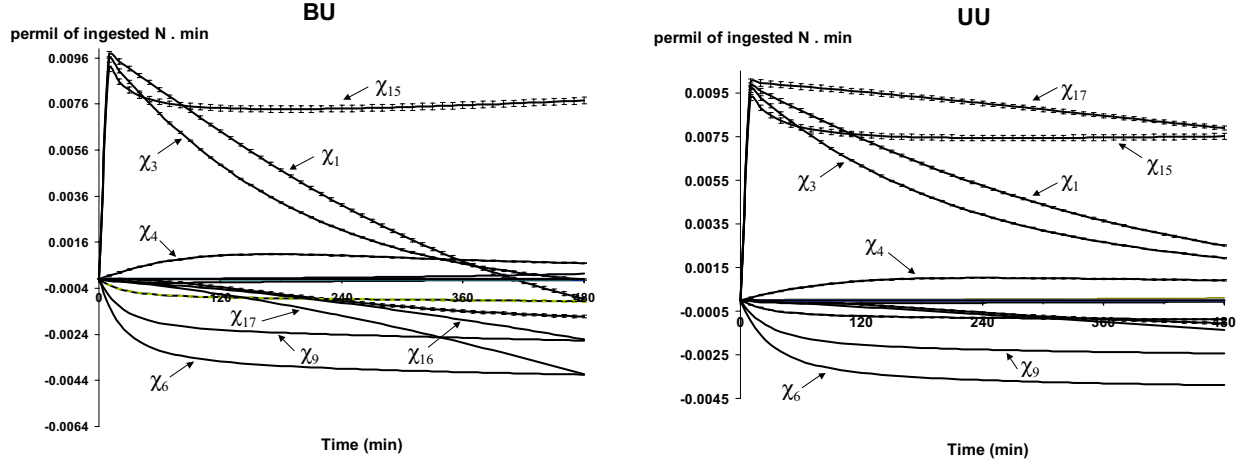 BU
permil of ingested N . min
0.0096
0.0076
0.0056
0.0036
0.0016
-0.0004
-0.0024
-0.0044
-0.0064
0
120
240
360
480
χ15
χ1
χ3
χ4
χ17
χ9
χ16
χ6
Time (min)
UU
permil of ingested N . min
0.0095
0.0075
0.0055
0.0035
0.0015
-0.0005
-0.0025
-0.0045
0
120
240
360
480
χ17
χ15
χ3
χ1
χ4
χ9
χ6
Time (min)